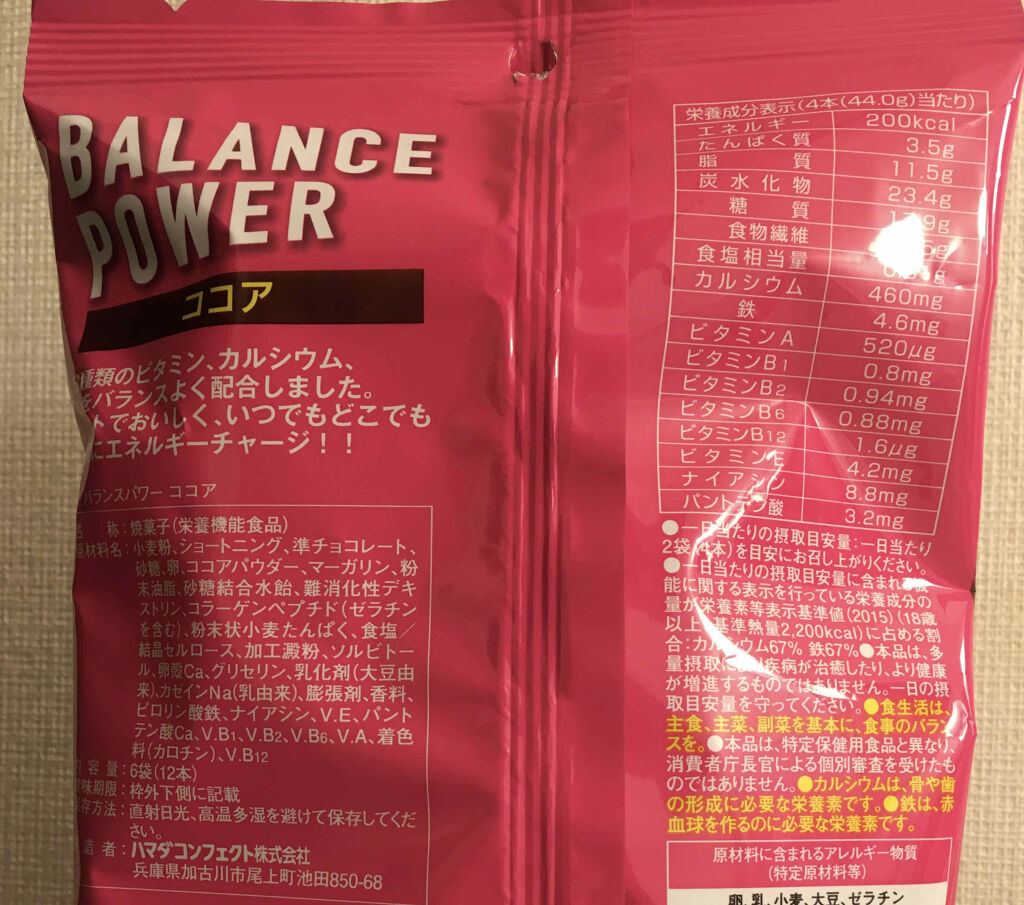 BALANCE
POWER
ココア
種類のビタミン、カルシウム、
バランスよく配合しました。
トでおいしく、いつでもどこでも
にエネルギーチャージ！！
バランスパワー ココア
名 称：焼菓子(栄養機能食品)
原材料名：小麦粉、ショートニング、準チョコレート、
砂糖、卵、ココアパウダー、マーガリン、粉
末油脂、砂糖結合水飴、難消化性デキ
ストリン、コラーゲンペプチド(ゼラチン
を含む)、粉末状小麦たんぱく、食塩／
結晶セルロース、加工澱粉、ソルビトー
ル、卵殻Ca、グリセリン、乳化剤(大豆由
来)、カゼインNa(乳由来)、膨張剤、香料、
ピロリン酸鉄、ナイアシン、V.E、パント
テン酸Ca、V.B1、V.B2、V.B6、V.A、着色
料(カロチン)、V.B12
内容量：6袋(12本)
賞味期限：枠外下側に記載
保存方法：直射日光、高温多湿を避けて保存してくだ
さい。
造者：ハマダコンフェクト株式会社
兵庫県加古川市尾上町池田850-68
栄養成分表示(4本(44.0g)当たり)
エネルギー 200kcal
たんぱく質 3.5g
脂質 11.5g
炭水化物 23.4g
糖質
食物繊維
食塩相当量
カルシウム 460mg
鉄 4.6mg
ビタミンA 520μg
ビタミンB1 0.8mg
ビタミンB2 0.94mg
ビタミンB6 0.88mg
ビタミンB12 1.6μg
ビタミンE 4.2mg
ナイアシン 8.8mg
パントテン酸 3.2mg
●一日当たりの摂取目安量：一日当たり
2袋(4本)を目安にお召し上がりください。
●一日当たりの摂取目安量に含まれる機
能に関する表示を行っている栄養成分の
量が栄養素等表示基準値(2015)(18歳
以上、基準熱量2,200kcal)に占める割
合：カルシウム67% 鉄67%●本品は、多
量摂取により疾病が治癒したり、より健康
が増進するものではありません。一日の摂
取目安量を守ってください。●食生活は、
主食、主菜、副菜を基本に、食事のバラン
スを。●本品は、特定保健用食品と異なり、
消費者庁長官による個別審査を受けたも
のではありません。●カルシウムは、骨や歯
の形成に必要な栄養素です。●鉄は、赤
血球を作るのに必要な栄養素です。
原材料に含まれるアレルギー物質
(特定原材料等)
卵、乳、小麦、大豆、ゼラチン